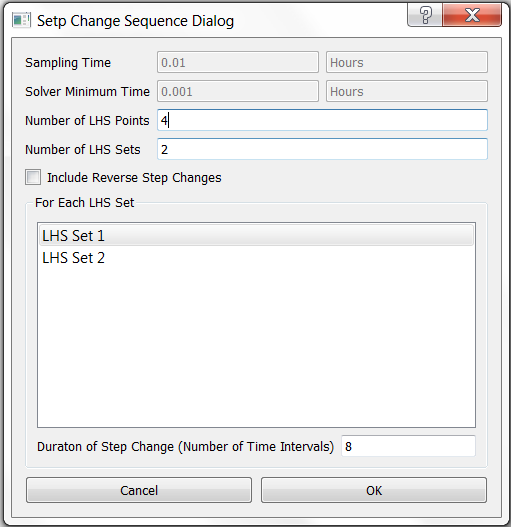 Setp Change Sequence Dialog
Sampling Time 0.01 Hours
Solver Minimum Time 0.001 Hours
Number of LHS Points 4
Number of LHS Sets 2
Include Reverse Step Changes
For Each LHS Set
LHS Set 1
LHS Set 2
Duraton of Step Change (Number of Time Intervals) 8
Cancel OK